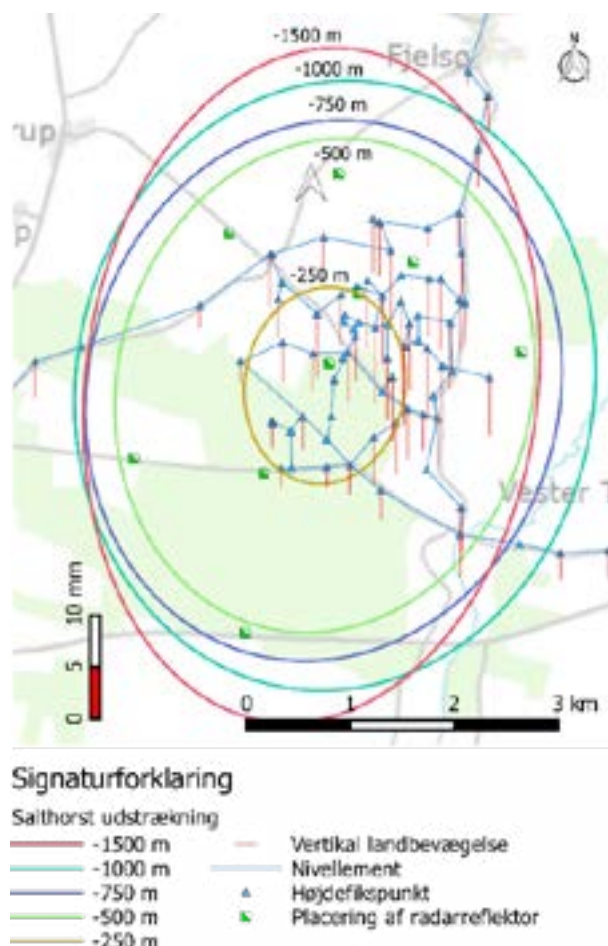 -1500 m
Fjelsø
N
-1000 m
-750 m
rup
-500 m
p
-250 m
Vester T
10 mm
5
0
0 1 2 3 km
Signaturforklaring
Salthorst udstrækning
-1500 m
-1000 m
-750 m
-500 m
-250 m
Vertikal landbevægelse
Nivellement
Højdefikspunkt
Placering af radarreflektor